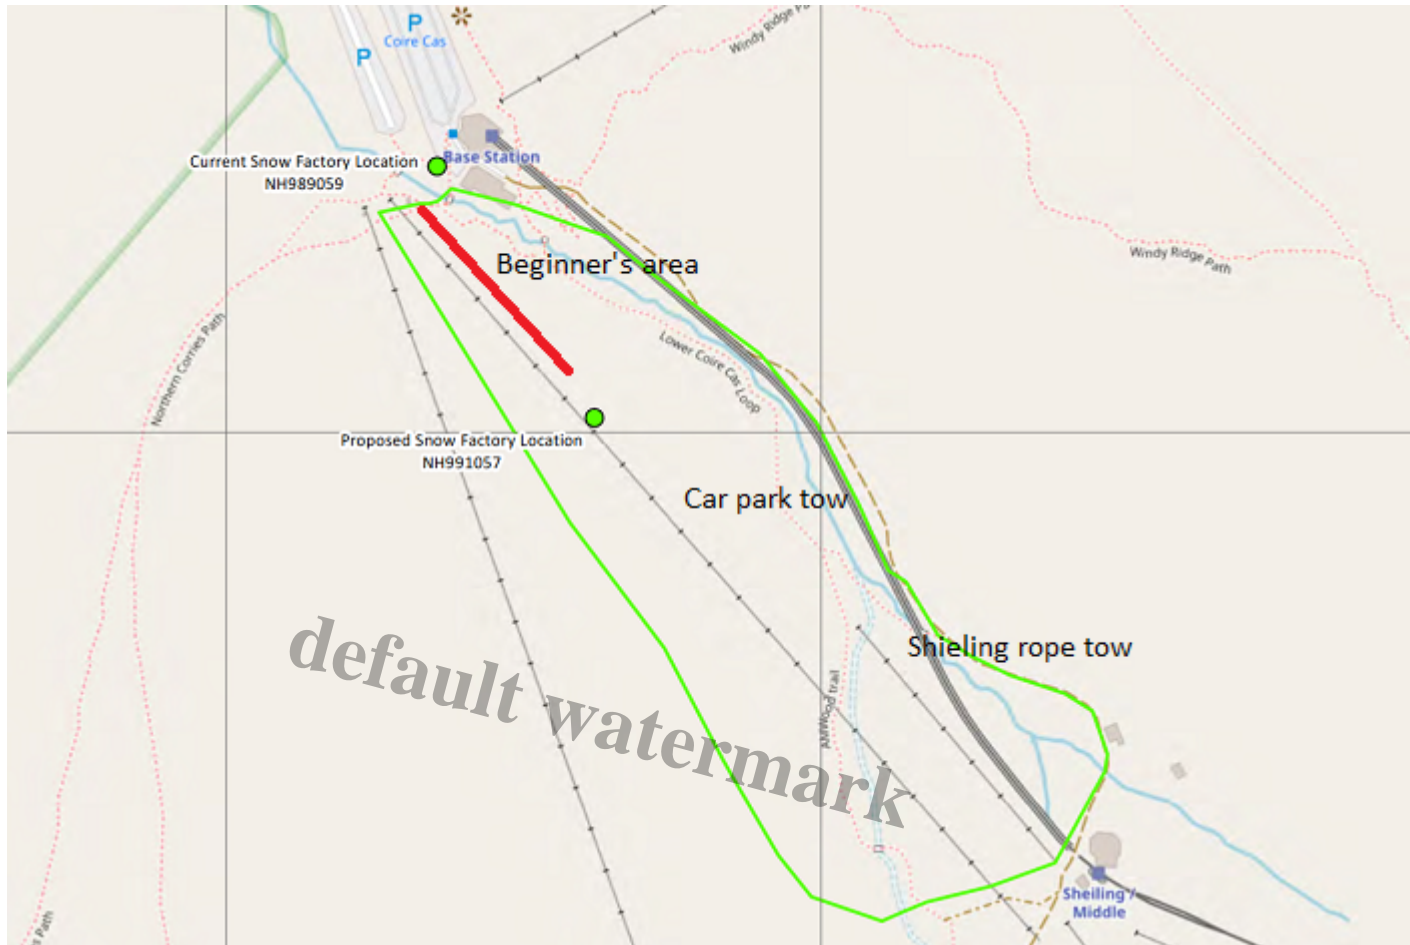 P
Coire Cas
P
Windy Ridge Pa
Current Snow Factory Location
NH989059
Base Station
Beginner's area
Windy Ridge Path
Northern Corries Path
Lower Coire Cas Loop
Proposed Snow Factory Location
NH991057
Car park tow
default watermark
Shieling rope tow
AMWood trail
Sheiling /
Middle
s Path